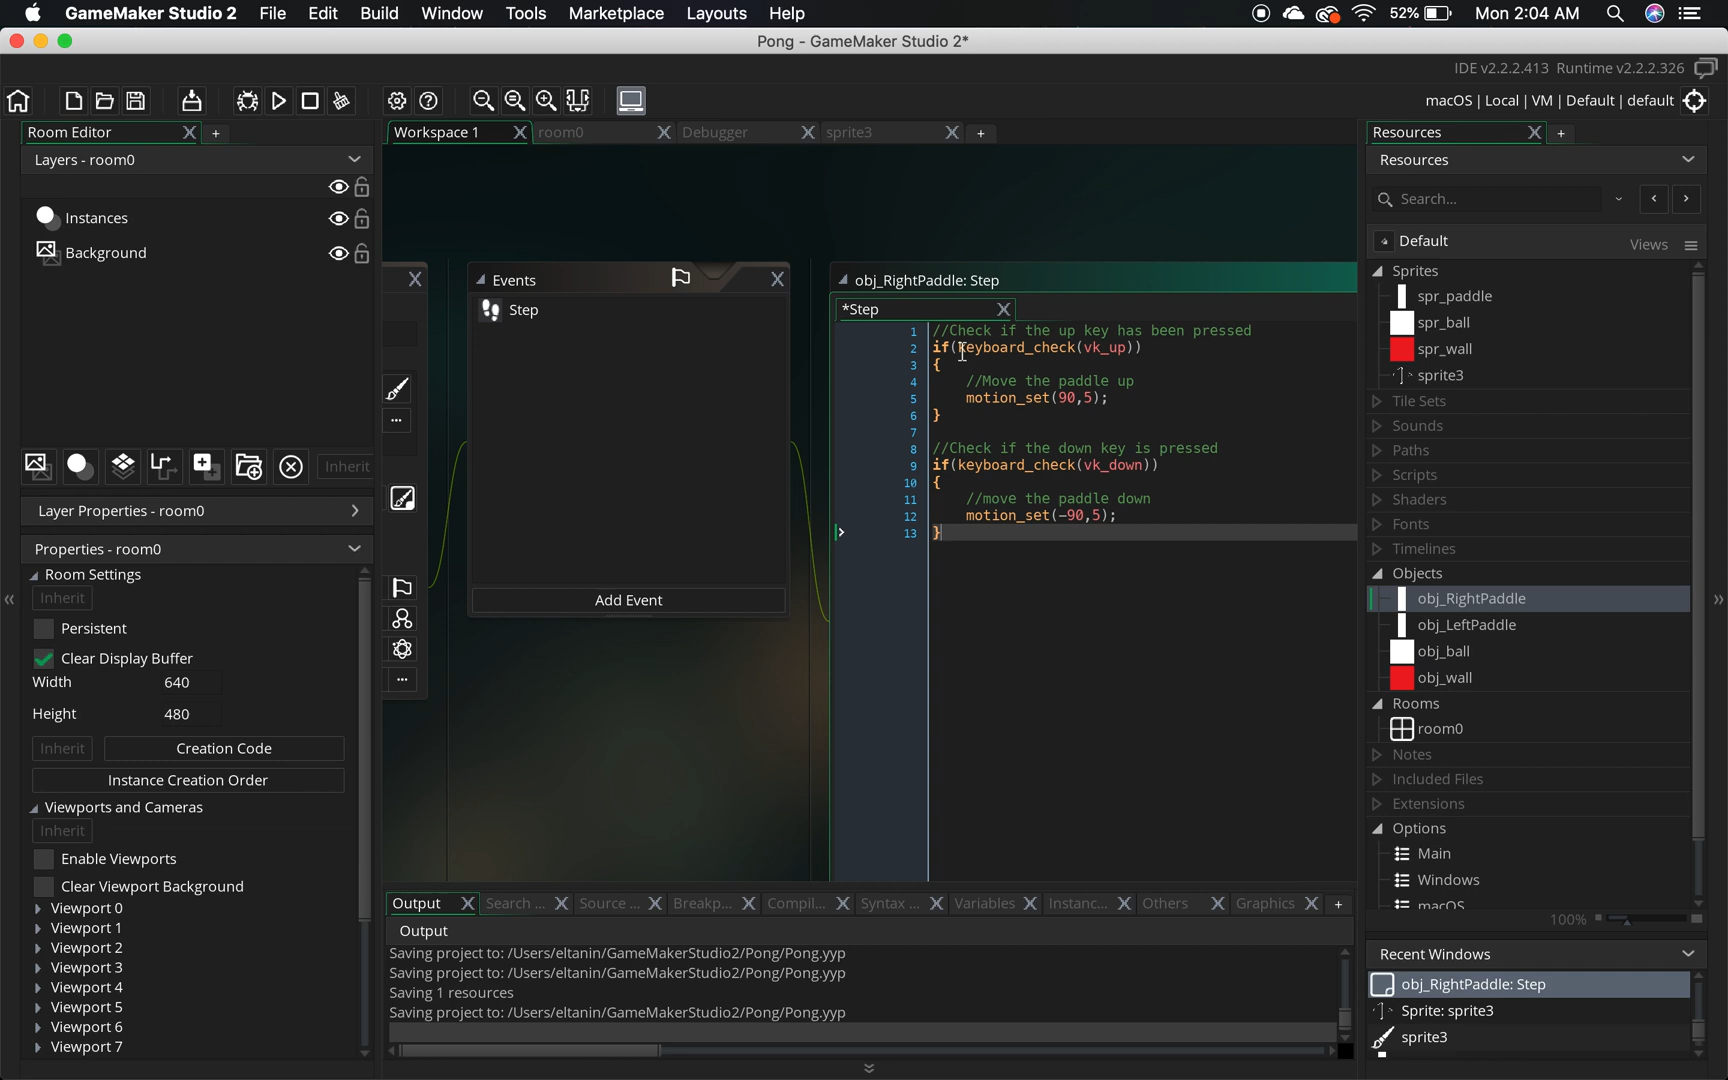 GameMaker Studio 2 File Edit Build Window Tools Marketplace Layouts Help 52% Mon 2:04 AM
Pong - GameMaker Studio 2*
IDE v2.2.2.413 Runtime v2.2.2.326
macOS | Local | VM | Default | default
Room Editor
Layers - room0
Instances
Background
Inherit
Layer Properties - room0
Properties - room0
Room Settings
Inherit
Persistent
Clear Display Buffer
Width 640
Height 480
Inherit Creation Code
Instance Creation Order
Viewports and Cameras
Inherit
Enable Viewports
Clear Viewport Background
Viewport 0
Viewport 1
Viewport 2
Viewport 3
Viewport 4
Viewport 5
Viewport 6
Viewport 7
Workspace 1 room0 Debugger sprite3
Events
Step
Add Event
obj_RightPaddle: Step
*Step
1 //Check if the up key has been pressed
2 if(keyboard_check(vk_up))
3 {
4 //Move the paddle up
5 motion_set(90,5);
6 }
7
8 //Check if the down key is pressed
9 if(keyboard_check(vk_down))
10 {
11 //move the paddle down
12 motion_set(-90,5);
13 }
Output Search ... Source ... Breakp... Compil... Syntax ... Variables Instanc... Others Graphics
Output
Saving project to: /Users/eltanin/GameMakerStudio2/Pong/Pong.yyp
Saving project to: /Users/eltanin/GameMakerStudio2/Pong/Pong.yyp
Saving 1 resources
Saving project to: /Users/eltanin/GameMakerStudio2/Pong/Pong.yyp
Resources
Resources
Search...
Default Views
Sprites
spr_paddle
spr_ball
spr_wall
sprite3
Tile Sets
Sounds
Paths
Scripts
Shaders
Fonts
Timelines
Objects
obj_RightPaddle
obj_LeftPaddle
obj_ball
obj_wall
Rooms
room0
Notes
Included Files
Extensions
Options
Main
Windows
macOS
100%
Recent Windows
obj_RightPaddle: Step
Sprite: sprite3
sprite3